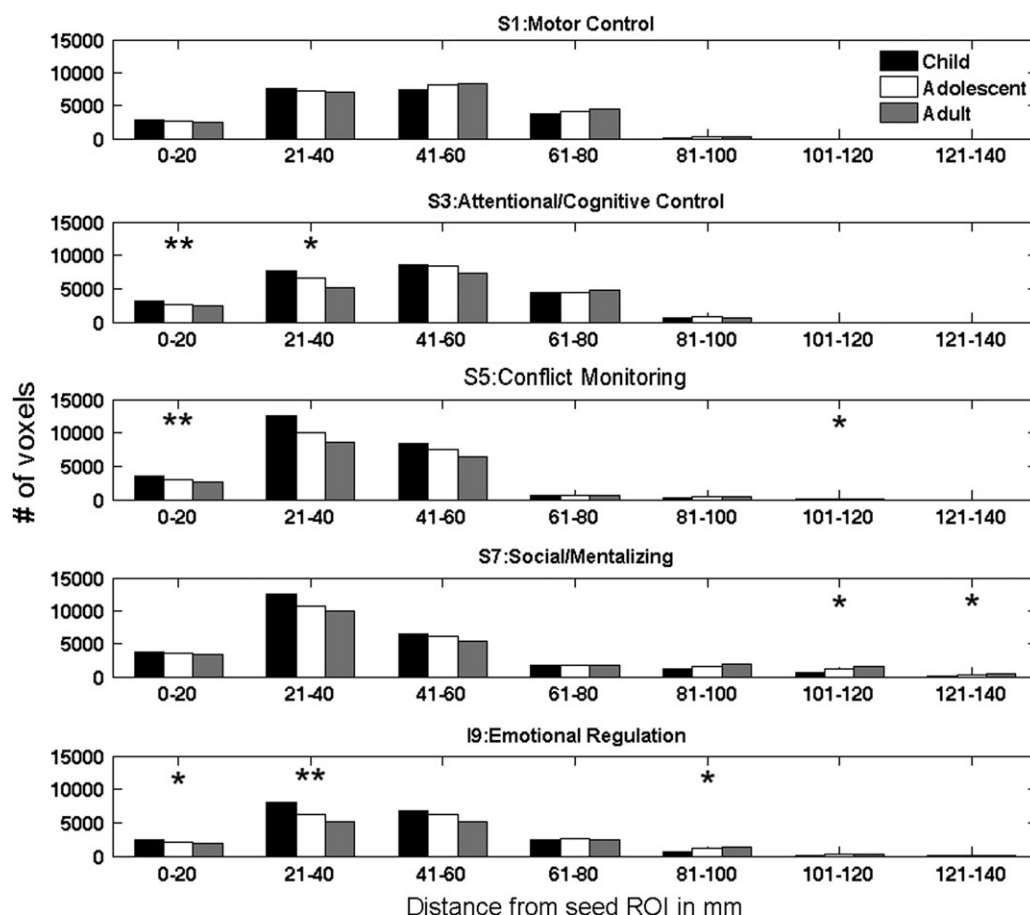 S1:Motor Control
15000
10000
5000
0
Child
Adolescent
Adult
0-20 21-40 41-60 61-80 81-100 101-120 121-140
S3:Attentional/Cognitive Control
15000
10000
5000
0
** *
0-20 21-40 41-60 61-80 81-100 101-120 121-140
S5:Conflict Monitoring
15000
10000
5000
0
** *
0-20 21-40 41-60 61-80 81-100 101-120 121-140
# of voxels
S7:Social/Mentalizing
15000
10000
5000
0
* *
0-20 21-40 41-60 61-80 81-100 101-120 121-140
I9:Emotional Regulation
15000
10000
5000
0
* ** *
0-20 21-40 41-60 61-80 81-100 101-120 121-140
Distance from seed ROI in mm